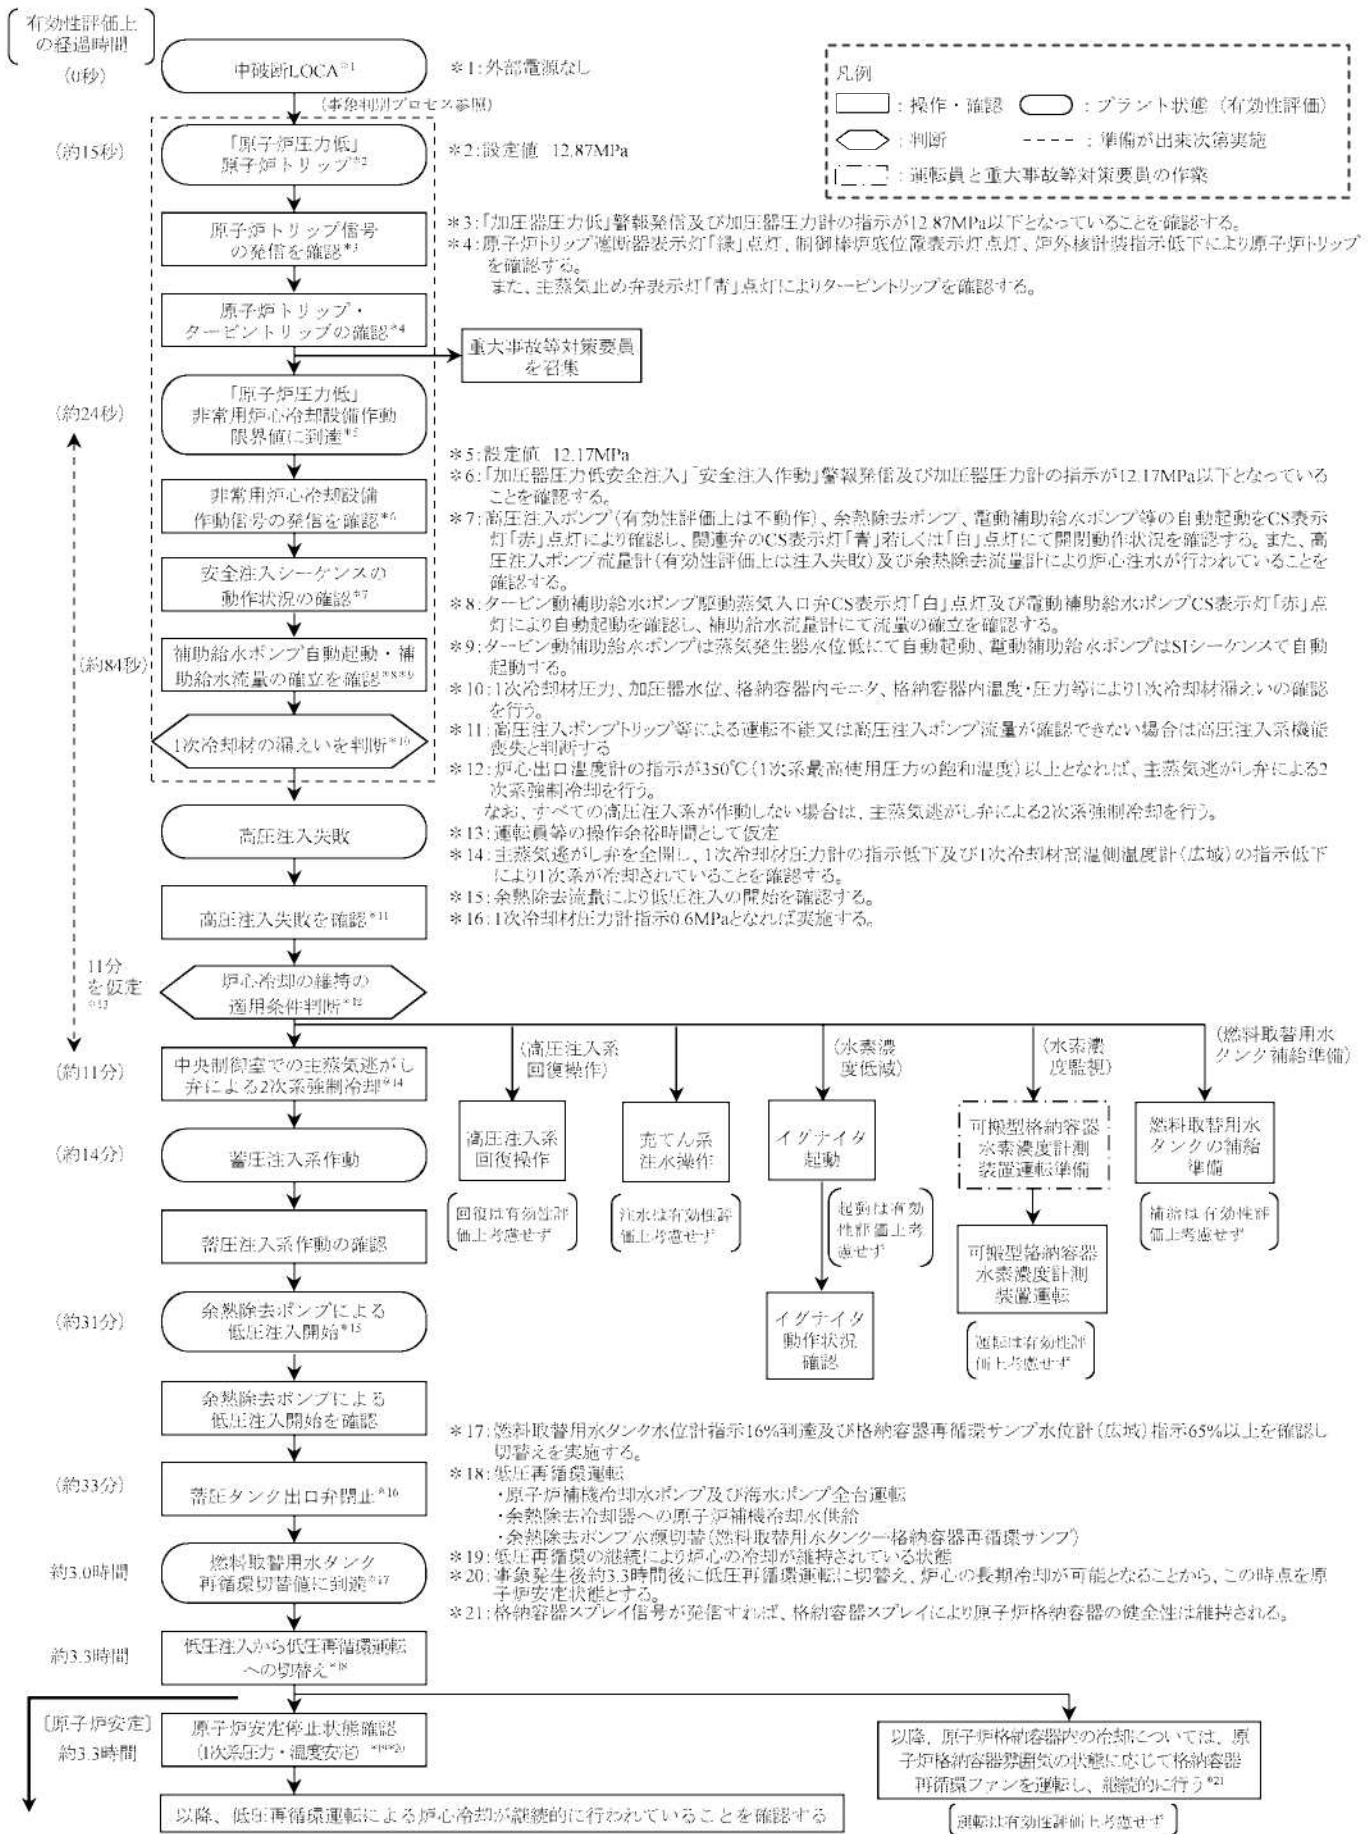 有効性評価上
の経過時間
(0秒)
中破断LOCA*1
*1:外部電源なし
(事象判別プロセス参照)
凡例
:操作・確認
:プラント状態（有効性評価）
:判断
:準備が出来次第実施
:運転員と重大事故等対策要員の作業
(約15秒)
「原子炉圧力低」
原子炉トリップ*2
*2:設定値 12.87MPa
原子炉トリップ信号
の発信を確認*3
*3:「加圧器圧力低」警報発信及び加圧器圧力計の指示が12.87MPa以下となっていることを確認する。
*4:原子炉トリップ遮断器表示灯「緑」点灯、制御棒炉底位置表示灯点灯、炉外核計装指示低下により原子炉トリップ
を確認する。
また、主蒸気止め弁表示灯「青」点灯によりタービントリップを確認する。
原子炉トリップ・
タービントリップの確認*4
重大事故等対策要員
を召集
(約24秒)
「原子炉圧力低」
非常用炉心冷却設備作動
限界値に到達*5
*5:設定値 12.17MPa
*6:「加圧器圧力低安全注入」「安全注入作動」警報発信及び加圧器圧力計の指示が12.17MPa以下となっている
ことを確認する。
*7:高圧注入ポンプ(有効性評価上は不動作)、余熱除去ポンプ、電動補助給水ポンプ等の自動起動をCS表示
灯「赤」点灯により確認し、関連弁のCS表示灯「青」若しくは「白」点灯にて開閉動作状況を確認する。また、高
圧注入ポンプ流量計(有効性評価上は注入失敗)及び余熱除去流量計により炉心注水が行われていることを
確認する。
*8:タービン動補助給水ポンプ駆動蒸気入口弁CS表示灯「白」点灯及び電動補助給水ポンプCS表示灯「赤」点
灯により自動起動を確認し、補助給水流量計にて流量の確立を確認する。
*9:タービン動補助給水ポンプは蒸気発生器水位低にて自動起動、電動補助給水ポンプはSIシーケンスで自動
起動する。
*10:1次冷却材圧力、加圧器水位、格納容器内モニタ、格納容器内温度・圧力等により1次冷却材漏えいの確認
を行う。
*11:高圧注入ポンプトリップ等による運転不能又は高圧注入ポンプ流量が確認できない場合は高圧注入系機能
喪失と判断する
*12:炉心出口温度計の指示が350℃(1次系最高使用圧力の飽和温度)以上となれば、主蒸気逃がし弁による2
次系強制冷却を行う。
なお、すべての高圧注入系が作動しない場合は、主蒸気逃がし弁による2次系強制冷却を行う。
*13:運転員等の操作余裕時間として仮定
*14:主蒸気逃がし弁を全開し、1次冷却材圧力計の指示低下及び1次冷却材高温側温度計(広域)の指示低下
により1次系が冷却されていることを確認する。
*15:余熱除去流量により低圧注入の開始を確認する。
*16:1次冷却材圧力計指示0.6MPaとなれば実施する。
非常用炉心冷却設備
作動信号の発信を確認*6
安全注入シーケンスの
動作状況の確認*7
(約84秒)
補助給水ポンプ自動起動・補
助給水流量の確立を確認*8*9
1次冷却材の漏えいを判断*10
高圧注入失敗
高圧注入失敗を確認*11
11分
を仮定
*13
炉心冷却の維持の
適用条件判断*12
(約11分)
中央制御室での主蒸気逃がし
弁による2次系強制冷却*14
(高圧注入系
回復操作)
(水素濃
度低減)
(水素濃
度監視)
(燃料取替用水
タンク補給準備)
高圧注入系
回復操作
充てん系
注水操作
イグナイタ
起動
可搬型格納容器
水素濃度計測
装置運転準備
燃料取替用水
タンクの補給
準備
(約14分)
蓄圧注入系作動
回復は有効性評
価上考慮せず
注水は有効性評
価上考慮せず
起動は有効
性評価上考
慮せず
補給は有効性評
価上考慮せず
蓄圧注入系作動の確認
可搬型格納容器
水素濃度計測
装置運転
(約31分)
余熱除去ポンプによる
低圧注入開始*15
イグナイタ
動作状況
確認
運転は有効性評
価上考慮せず
余熱除去ポンプによる
低圧注入開始を確認
*17:燃料取替用水タンク水位計指示16%到達及び格納容器再循環サンプ水位計(広域)指示65%以上を確認し
切替えを実施する。
*18:低圧再循環運転
・原子炉補機冷却水ポンプ及び海水ポンプ全台運転
・余熱除去冷却器への原子炉補機冷却水供給
・余熱除去ポンプ水源切替(燃料取替用水タンク→格納容器再循環サンプ)
*19:低圧再循環の継続により炉心の冷却が維持されている状態
*20:事象発生後約3.3時間後に低圧再循環運転に切替え、炉心の長期冷却が可能となることから、この時点を原
子炉安定状態とする。
*21:格納容器スプレイ信号が発信すれば、格納容器スプレイにより原子炉格納容器の健全性は維持される。
(約33分)
蓄圧タンク出口弁閉止*16
約3.0時間
燃料取替用水タンク
再循環切替値に到達*17
約3.3時間
低圧注入から低圧再循環運転
への切替え*18
〔原子炉安定〕
約3.3時間
原子炉安定停止状態確認
(1次系圧力・温度安定) *19*20
以降、原子炉格納容器内の冷却については、原
子炉格納容器雰囲気の状態に応じて格納容器
再循環ファンを運転し、継続的に行う*21
以降、低圧再循環運転による炉心冷却が継続的に行われていることを確認する
運転は有効性評価上考慮せず